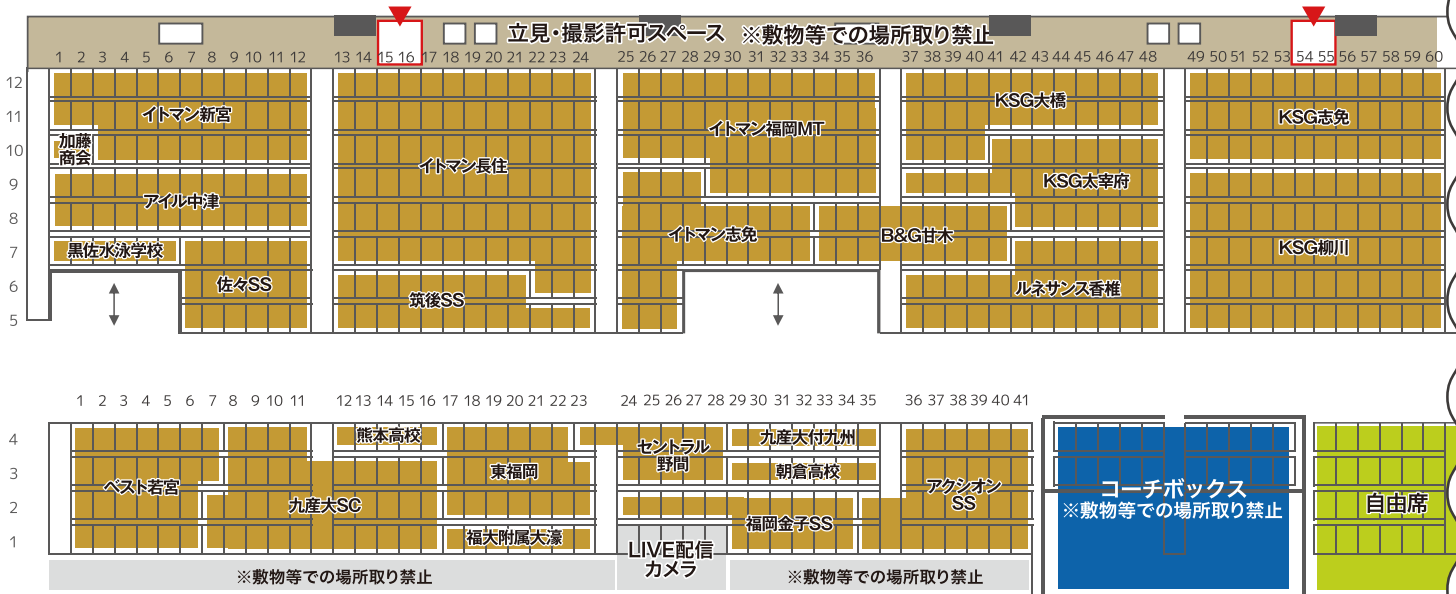 立見・撮影許可スペース ※敷物等での場所取り禁止
1 2 3 4 5 6 7 8 9 10 11 12 13 14 15 16 17 18 19 20 21 22 23 24 25 26 27 28 29 30 31 32 33 34 35 36 37 38 39 40 41 42 43 44 45 46 47 48 49 50 51 52 53 54 55 56 57 58 59 60
12
イトマン新宮
イトマン福岡MT
KSG大橋
KSG志免
11
加藤
商会
10
イトマン長住
9
アイル中津
KSG太宰府
8
イトマン志免
B&G甘木
7
黒佐水泳学校
KSG柳川
6
佐々SS
筑後SS
ルネサンス香椎
5
1 2 3 4 5 6 7 8 9 10 11 12 13 14 15 16 17 18 19 20 21 22 23 24 25 26 27 28 29 30 31 32 33 34 35 36 37 38 39 40 41
4
熊本高校
セントラル
野間
九産大付九州
3
東福岡
朝倉高校
ベスト若宮
アクシオン
SS
コーチボックス
※敷物等での場所取り禁止
自由席
2
九産大SC
福岡金子SS
1
福大附属大濠
LIVE配信
カメラ
※敷物等での場所取り禁止
※敷物等での場所取り禁止